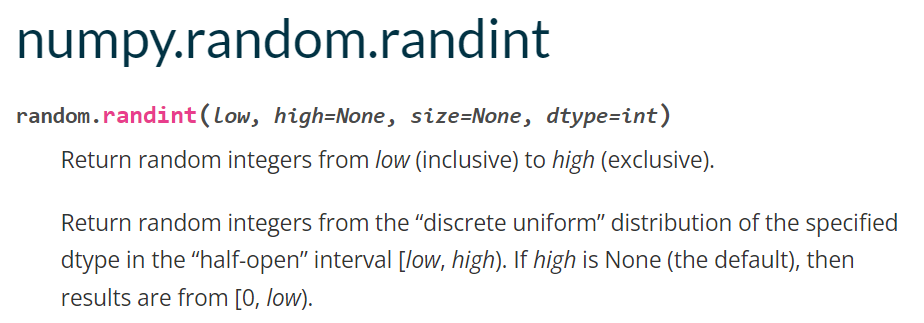 numpy.random.randint
random.randint(low, high=None, size=None, dtype=int)
Return random integers from low (inclusive) to high (exclusive).
Return random integers from the “discrete uniform” distribution of the specified
dtype in the “half-open” interval [low, high). If high is None (the default), then
results are from [0, low).